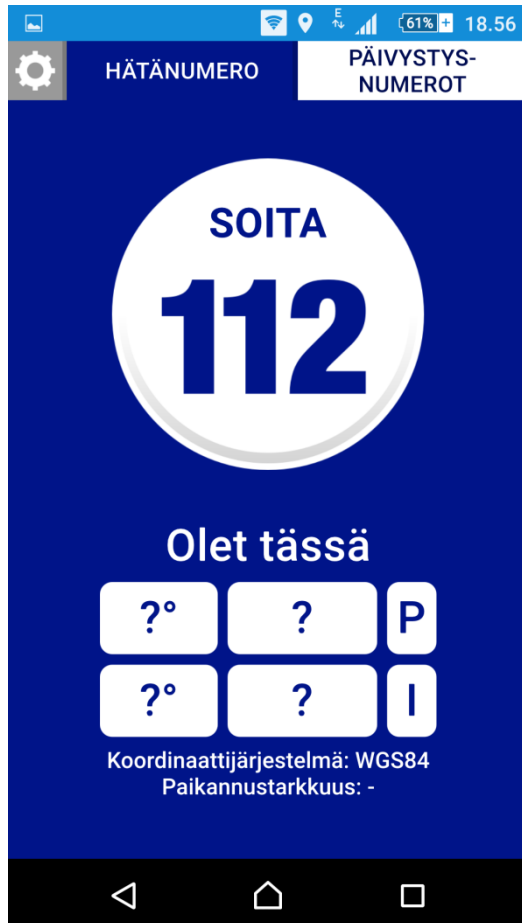 E 61% 18.56
HÄTÄNUMERO
PÄIVYSTYS-
NUMEROT
SOITA
112
Olet tässä
?° ? P
?° ? I
Koordinaattijärjestelmä: WGS84
Paikannustarkkuus: -